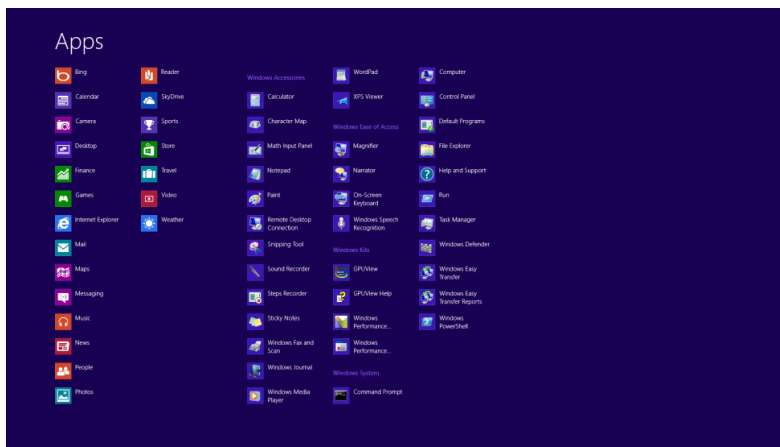 Apps
Bing
Calendar
Camera
Desktop
Finance
Games
Internet Explorer
Mail
Maps
Messaging
Music
News
People
Photos
Reader
SkyDrive
Sports
Store
Travel
Video
Weather
Windows Accessories
Calculator
Character Map
Math Input Panel
Notepad
Paint
Remote Desktop
Connection
Snipping Tool
Sound Recorder
Steps Recorder
Sticky Notes
Windows Fax and
Scan
Windows Journal
Windows Media
Player
WordPad
XPS Viewer
Windows Ease of Access
Magnifier
Narrator
On-Screen
Keyboard
Windows Speech
Recognition
Windows Kits
GPUView
GPUView Help
Windows
Performance...
Windows
Performance...
Windows System
Command Prompt
Computer
Control Panel
Default Programs
File Explorer
Help and Support
Run
Task Manager
Windows Defender
Windows Easy
Transfer
Windows Easy
Transfer Reports
Windows
PowerShell